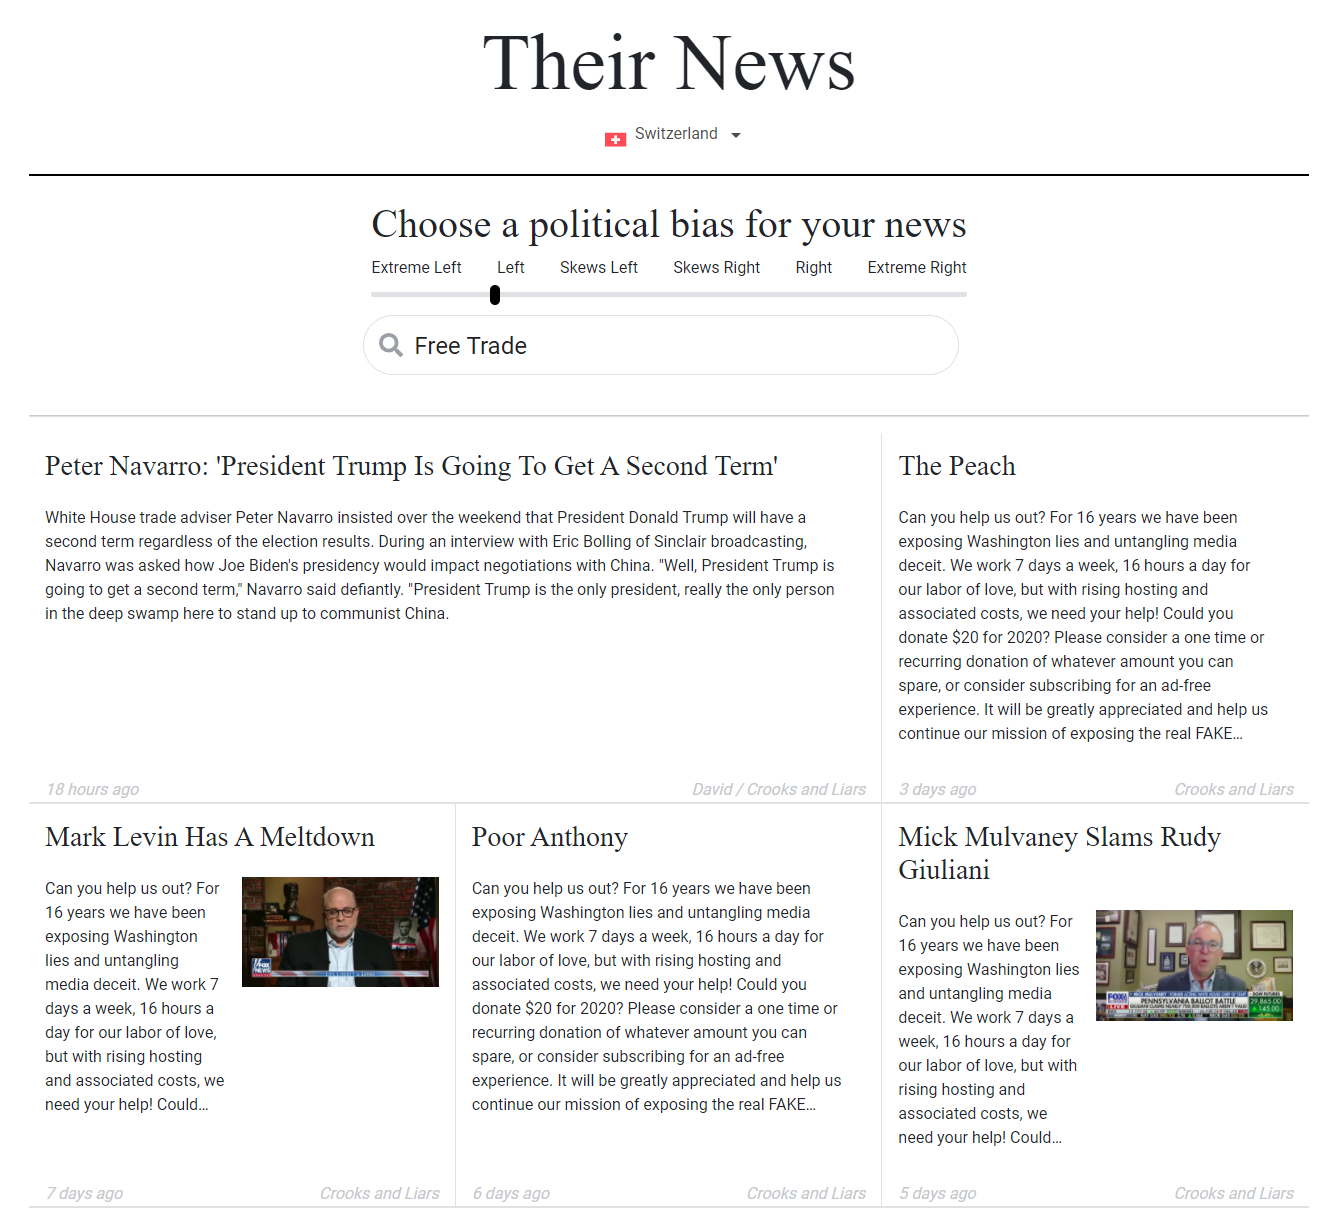 Their News
Switzerland
Choose a political bias for your news
Extreme Left Left Skews Left Skews Right Right Extreme Right
Free Trade
Peter Navarro: 'President Trump Is Going To Get A Second Term'
White House trade adviser Peter Navarro insisted over the weekend that President Donald Trump will have a
second term regardless of the election results. During an interview with Eric Bolling of Sinclair broadcasting,
Navarro was asked how Joe Biden's presidency would impact negotiations with China. "Well, President Trump is
going to get a second term," Navarro said defiantly. "President Trump is the only president, really the only person
in the deep swamp here to stand up to communist China.
18 hours ago
David / Crooks and Liars
The Peach
Can you help us out? For 16 years we have been
exposing Washington lies and untangling media
deceit. We work 7 days a week, 16 hours a day for
our labor of love, but with rising hosting and
associated costs, we need your help! Could you
donate $20 for 2020? Please consider a one time or
recurring donation of whatever amount you can
spare, or consider subscribing for an ad-free
experience. It will be greatly appreciated and help us
continue our mission of exposing the real FAKE...
3 days ago
Crooks and Liars
Mark Levin Has A Meltdown
Can you help us out? For
16 years we have been
exposing Washington
lies and untangling
media deceit. We work 7
days a week, 16 hours a
day for our labor of love,
but with rising hosting
and associated costs, we
need your help! Could...
FOX
NEWS
7 days ago
Crooks and Liars
Poor Anthony
Can you help us out? For 16 years we have been
exposing Washington lies and untangling media
deceit. We work 7 days a week, 16 hours a day for
our labor of love, but with rising hosting and
associated costs, we need your help! Could you
donate $20 for 2020? Please consider a one time or
recurring donation of whatever amount you can
spare, or consider subscribing for an ad-free
experience. It will be greatly appreciated and help us
continue our mission of exposing the real FAKE...
6 days ago
Crooks and Liars
Mick Mulvaney Slams Rudy
Giuliani
Can you help us out? For
16 years we have been
exposing Washington lies
and untangling media
deceit. We work 7 days a
week, 16 hours a day for
our labor of love, but with
rising hosting and
associated costs, we
need your help! Could...
FOX
LIVE
PENNSYLVANIA BALLOT BATTLE
29,865.00
145.00
5 days ago
Crooks and Liars